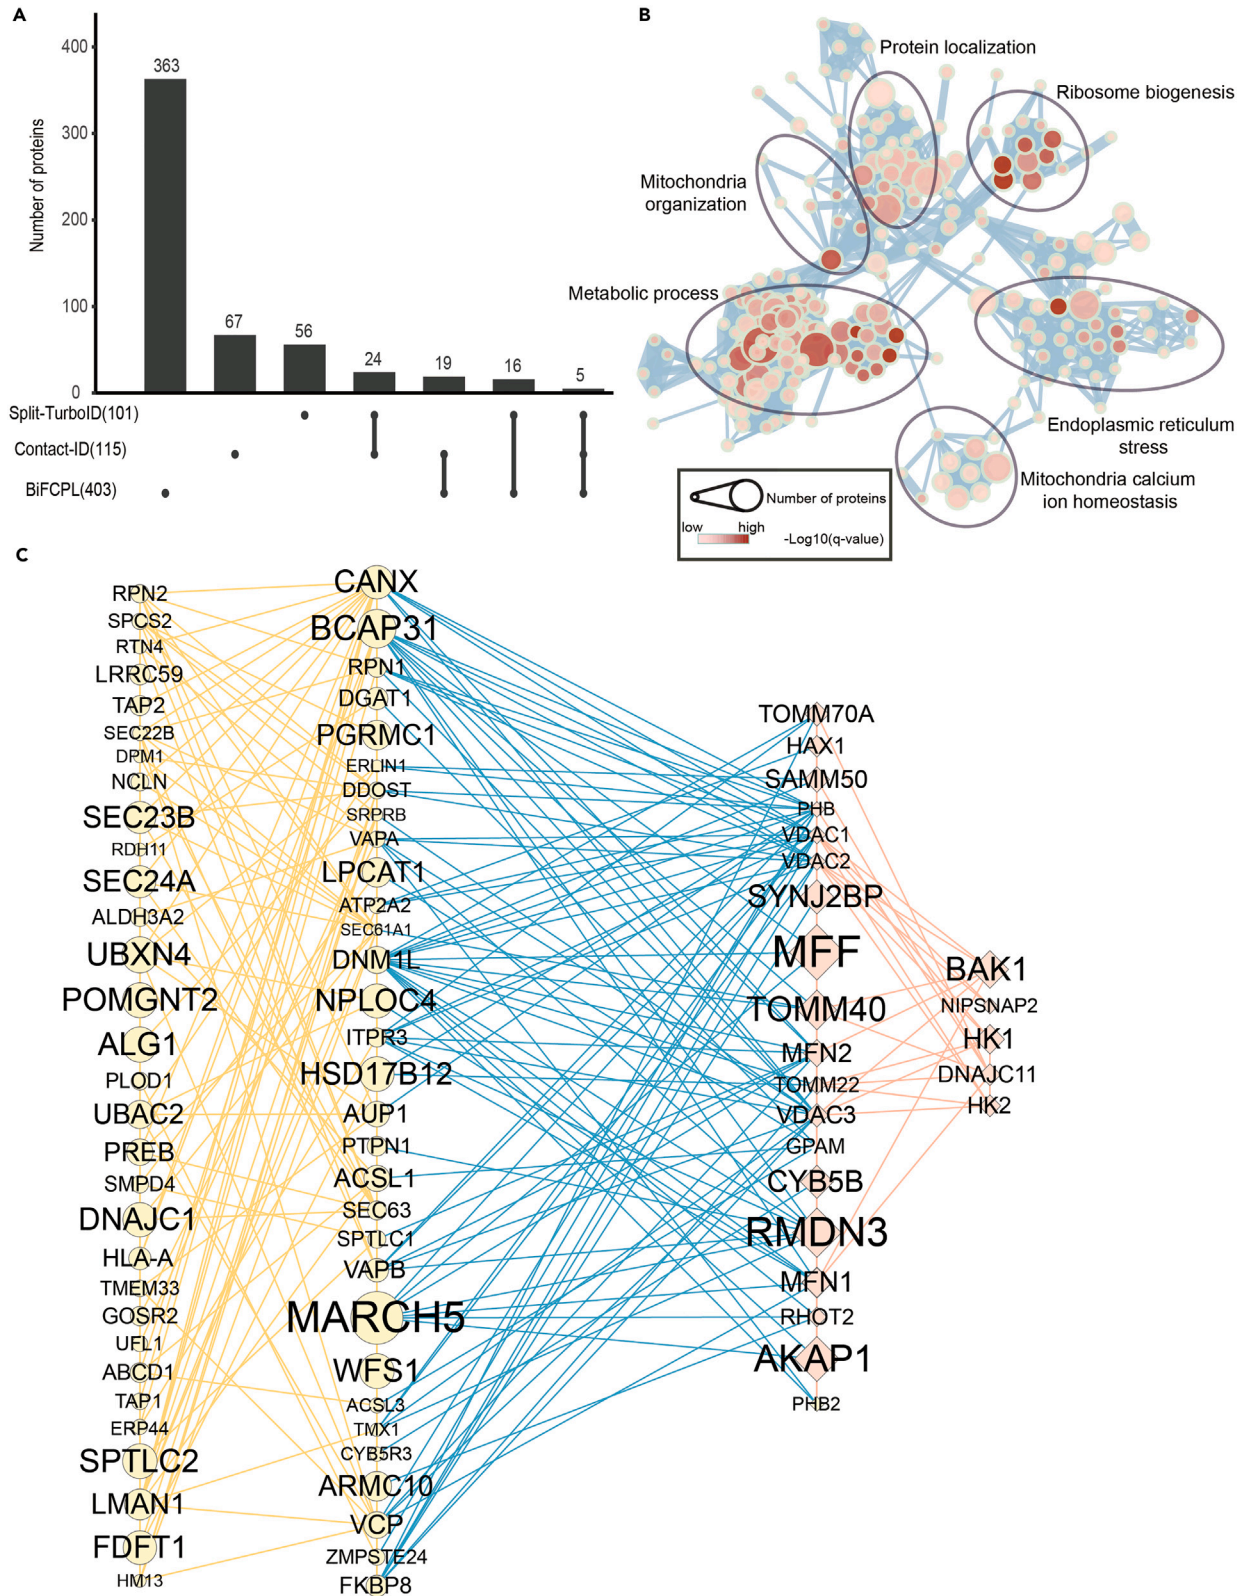 A
Number of proteins
400
300
200
100
0
363
67
56
24
19
16
5
Split-TurboID(101)
Contact-ID(115)
BiFCPL(403)
B
Protein localization
Ribosome biogenesis
Mitochondria
organization
Metabolic process
Endoplasmic reticulum
stress
Mitochondria calcium
ion homeostasis
Number of proteins
low high
-Log10(q-value)
C
RPN2
SPCS2
RTN4
LRRC59
TAP2
SEC22B
DPM1
NCLN
SEC23B
RDH11
SEC24A
ALDH3A2
UBXN4
POMGNT2
ALG1
PLOD1
UBAC2
PREB
SMPD4
DNAJC1
HLA-A
TMEM33
GOSR2
UFL1
ABCD1
TAP1
ERP44
SPTLC2
LMAN1
FDFT1
HM13
CANX
BCAP31
RPN1
DGAT1
PGRMC1
ERLIN1
DDOST
SRPRB
VAPA
LPCAT1
ATP2A2
SEC61A1
DNM1L
NPLOC4
ITPR3
HSD17B12
AUP1
PTPN1
ACSL1
SEC63
SPTLC1
VAPB
MARCH5
WFS1
ACSL3
TMX1
CYB5R3
ARMC10
VCP
ZMPSTE24
FKBP8
TOMM70A
HAX1
SAMM50
PHB
VDAC1
VDAC2
SYNJ2BP
MFF
TOMM40
MFN2
TOMM22
VDAC3
GPAM
CYB5B
RMDN3
MFN1
RHOT2
AKAP1
PHB2
BAK1
NIPSNAP2
HK1
DNAJC11
HK2